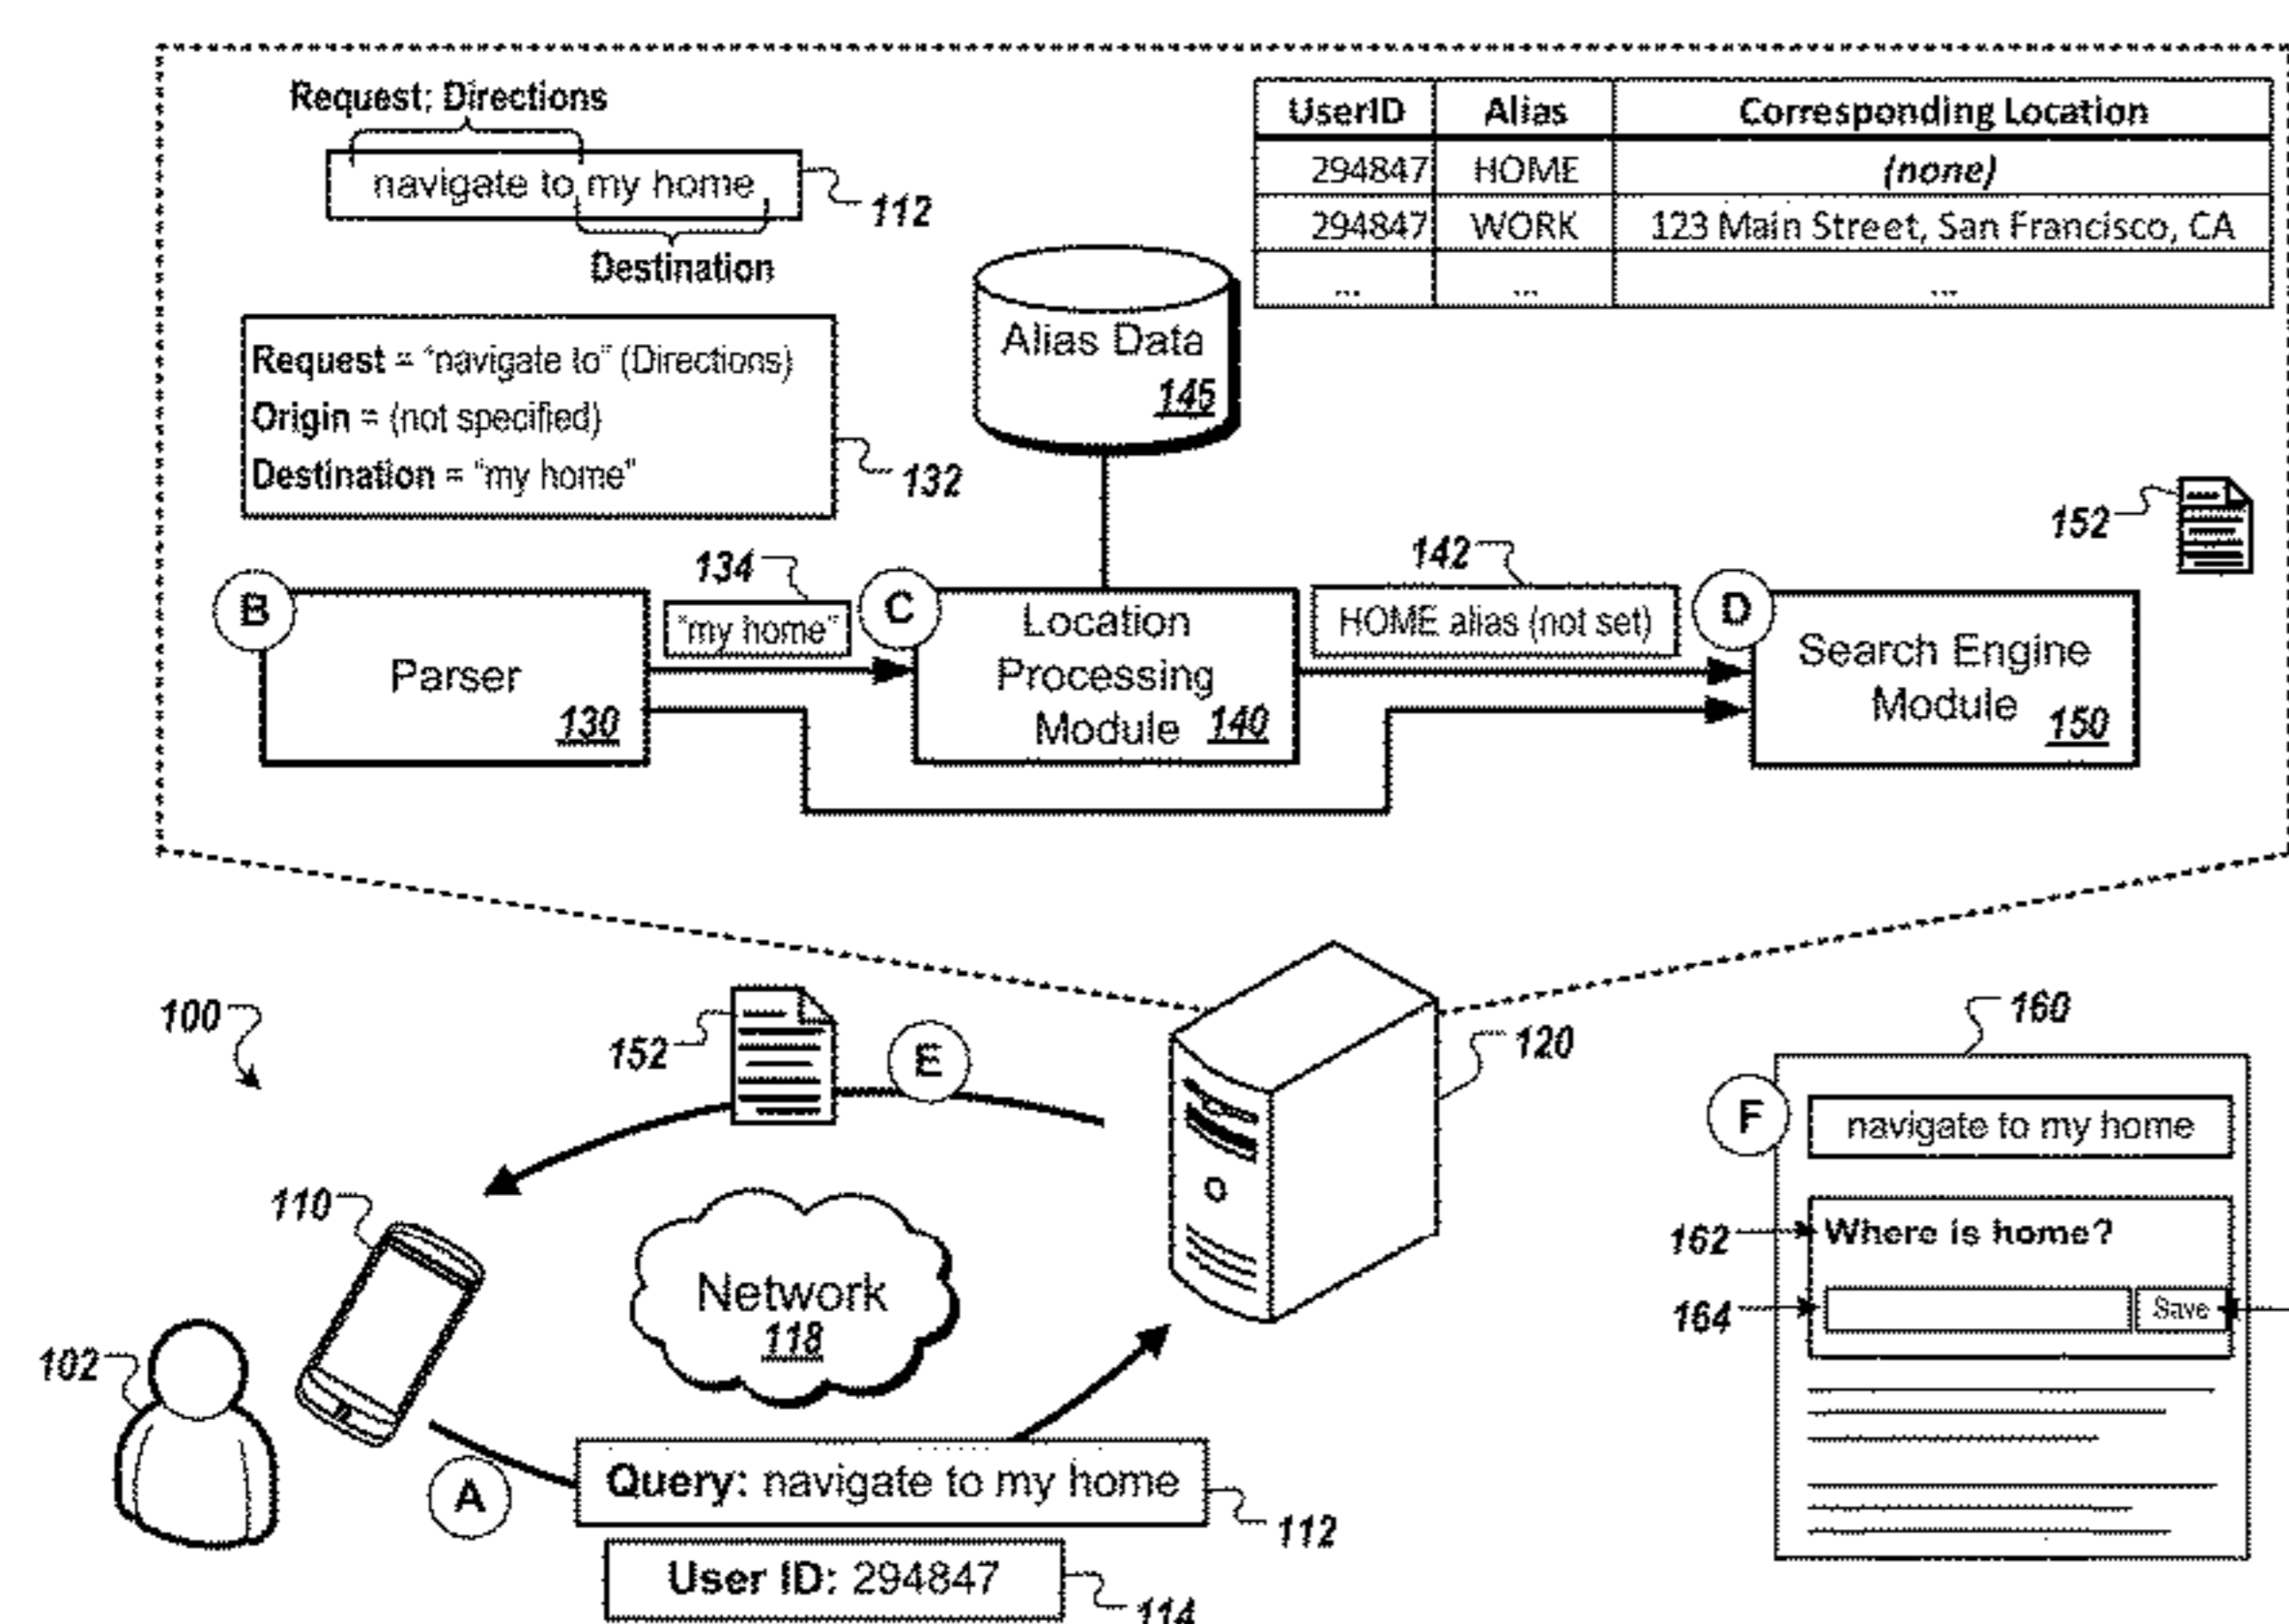 Request; Directions
navigate to my home
112
Destination
UserID Alias Corresponding Location
294847 HOME (none)
294847 WORK 123 Main Street, San Francisco, CA
... ... ...
Request = "navigate to" (Directions)
Origin = (not specified)
Destination = "my home"
132
Alias Data
145
152
B
Parser
130
134
"my home"
C
Location
Processing
Module 140
142
HOME alias (not set)
D
Search Engine
Module
150
100
152
E
120
110
102
Network
118
A
Query: navigate to my home
112
User ID: 294847
114
160
F
navigate to my home
162
Where is home?
164
Save